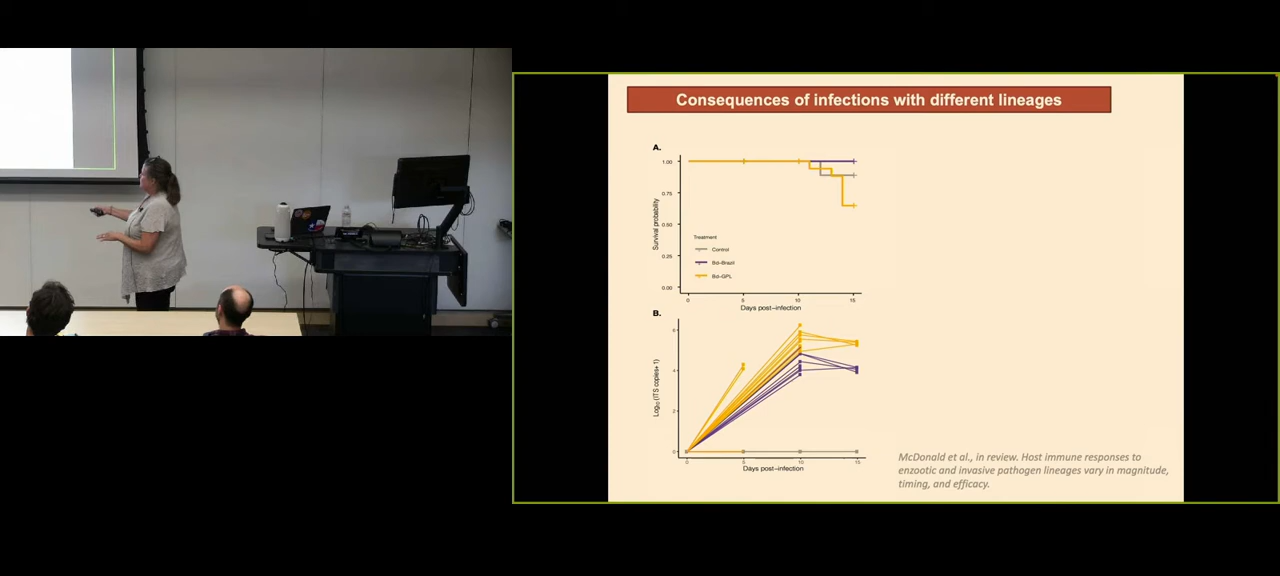 Consequences of infections with different lineages
A.
1.00
0.75
0.50
0.25
0.00
Survival probability
Treatment
Control
Bd-Brazil
Bd-GPL
0 5 10 15
Days post-infection
B.
6
4
2
0
Log10 (ITS copies+1)
0 5 10 15
Days post-infection
McDonald et al., in review. Host immune responses to
enzootic and invasive pathogen lineages vary in magnitude,
timing, and efficacy.